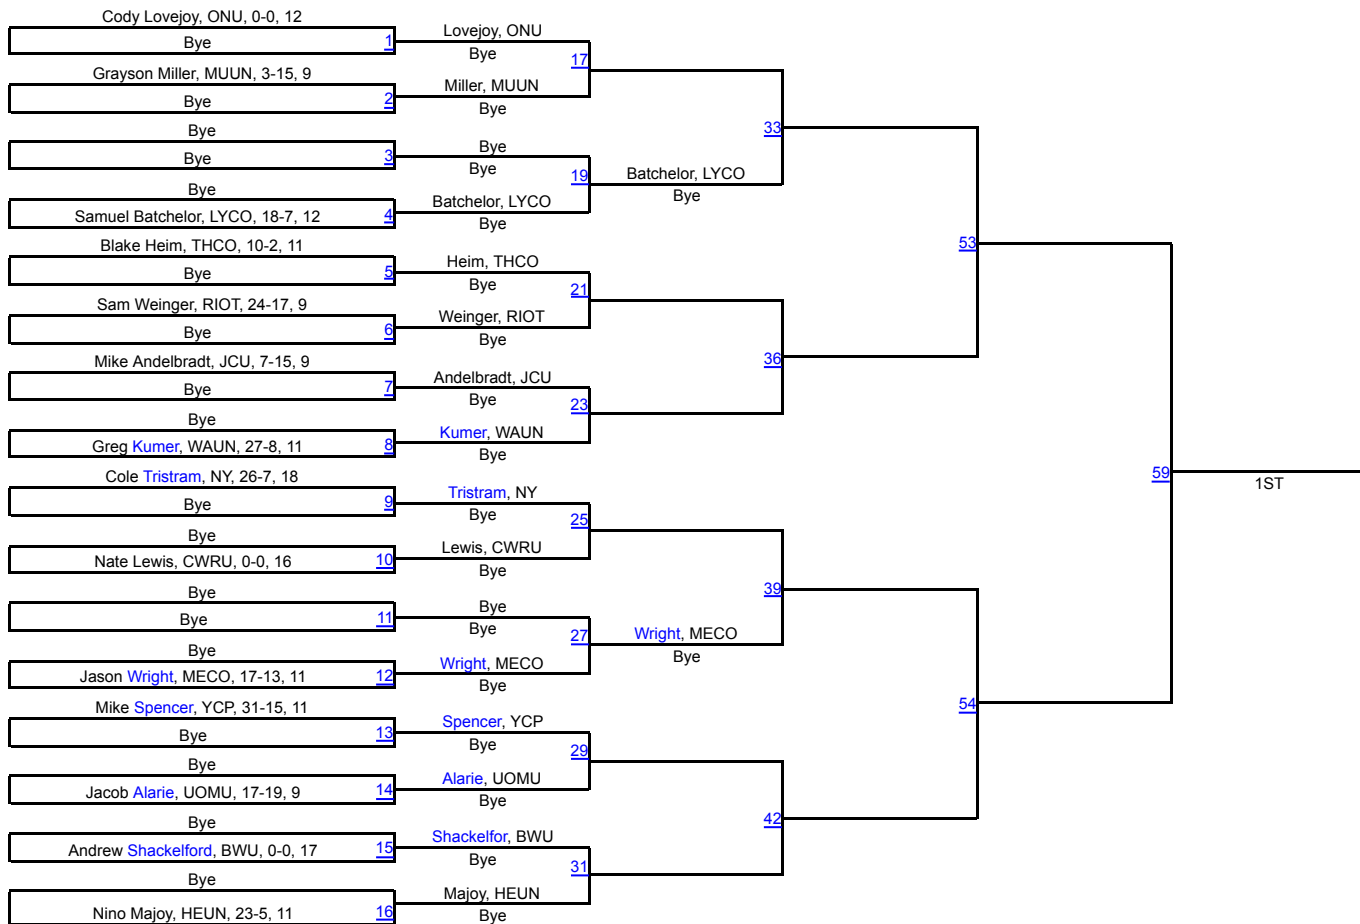 Cody Lovejoy, ONU, 0-0, 12
Bye
1
Grayson Miller, MUUN, 3-15, 9
Bye
2
Bye
Bye
3
Bye
Samuel Batchelor, LYCO, 18-7, 12
4
Blake Heim, THCO, 10-2, 11
Bye
5
Sam Weinger, RIOT, 24-17, 9
Bye
6
Mike Andelbradt, JCU, 7-15, 9
Bye
7
Bye
Greg Kumer, WAUN, 27-8, 11
8
Cole Tristram, NY, 26-7, 18
Bye
9
Bye
Nate Lewis, CWRU, 0-0, 16
10
Bye
Bye
11
Bye
Jason Wright, MECO, 17-13, 11
12
Mike Spencer, YCP, 31-15, 11
Bye
13
Bye
Jacob Alarie, UOMU, 17-19, 9
14
Bye
Andrew Shackelford, BWU, 0-0, 17
15
Bye
Nino Majoy, HEUN, 23-5, 11
16
Lovejoy, ONU
Bye
17
Miller, MUUN
Bye
Bye
Bye
19
Batchelor, LYCO
Bye
Heim, THCO
Bye
21
Weinger, RIOT
Bye
Andelbradt, JCU
Bye
23
Kumer, WAUN
Bye
Tristram, NY
Bye
25
Lewis, CWRU
Bye
Bye
Bye
27
Wright, MECO
Bye
Spencer, YCP
Bye
29
Alarie, UOMU
Bye
Shackelfor, BWU
Bye
31
Majoy, HEUN
Bye
33
Batchelor, LYCO
Bye
36
39
Wright, MECO
Bye
42
53
54
59
1ST